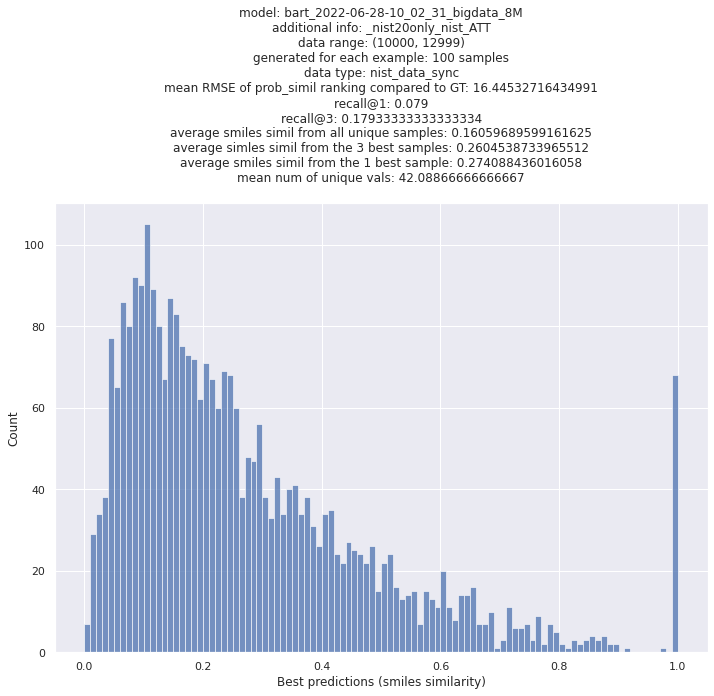 model: bart_2022-06-28-10_02_31_bigdata_8M
additional info: _nist20only_nist_ATT
data range: (10000, 12999)
generated for each example: 100 samples
data type: nist_data_sync
mean RMSE of prob_simil ranking compared to GT: 16.44532716434991
recall@1: 0.079
recall@3: 0.17933333333333334
average smiles simil from all unique samples: 0.16059689599161625
average simles simil from the 3 best samples: 0.2604538733965512
average smiles simil from the 1 best sample: 0.274088436016058
mean num of unique vals: 42.08866666666667
100
80
60
40
20
0
Count
0.0 0.2 0.4 0.6 0.8 1.0
Best predictions (smiles similarity)